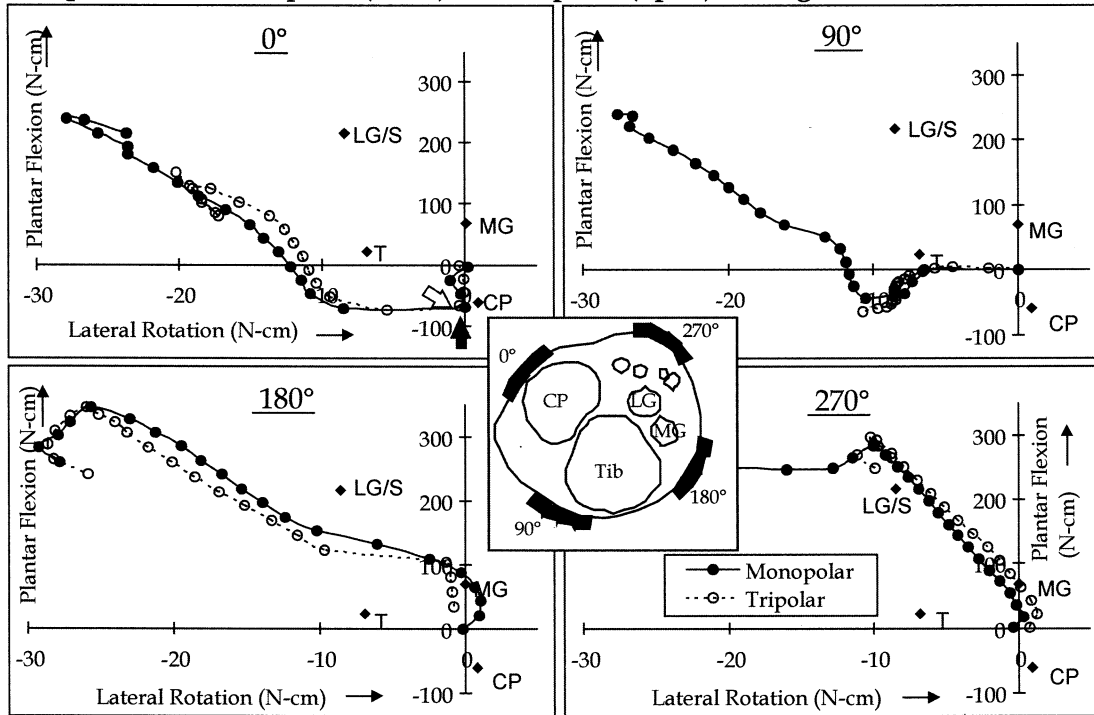 0°
Plantar Flexion (N-cm)
300
200
100
0
-100
-30
-20
-10
LG/S
MG
T
CP
Lateral Rotation (N-cm)
90°
Plantar Flexion (N-cm)
300
200
100
0
-100
-30
-20
-10
LG/S
MG
T
CP
0°
270°
CP
LG
MG
Tib
90°
180°
180°
Plantar Flexion (N-cm)
300
200
100
0
-100
-30
-20
-10
0
LG/S
MG
T
CP
Lateral Rotation (N-cm)
270°
Plantar Flexion
(N-cm)
300
200
100
0
-100
-30
-20
-10
0
LG/S
MG
T
CP
Lateral Rotation (N-cm)
Monopolar
Tripolar